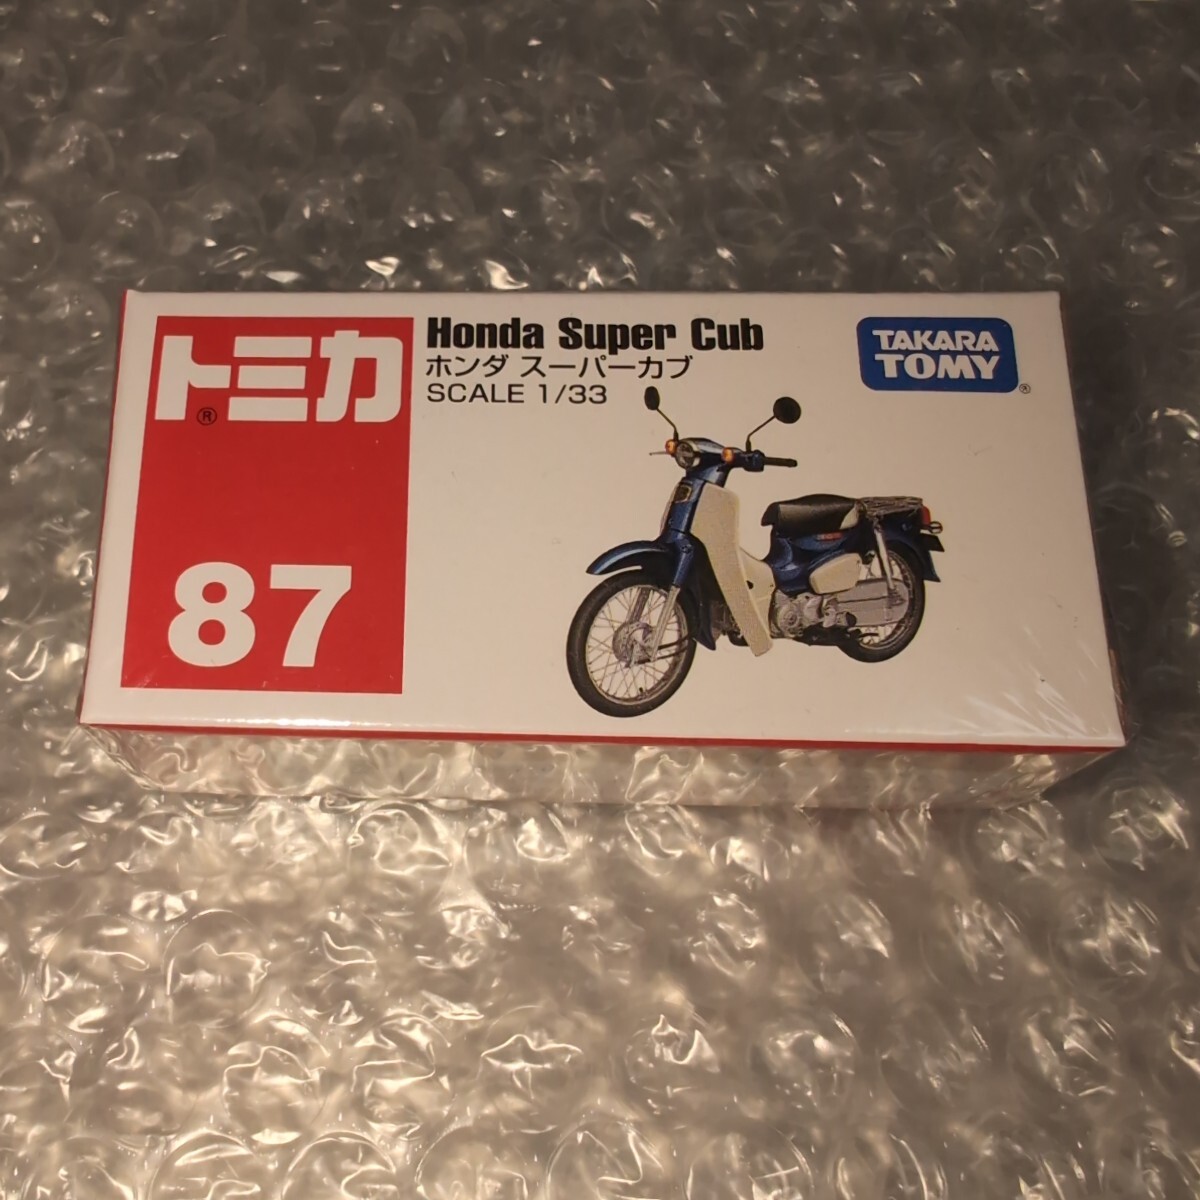 トミカ
®
87
Honda Super Cub
ホンダ スーパーカブ
SCALE 1/33
TAKARA
TOMY
®